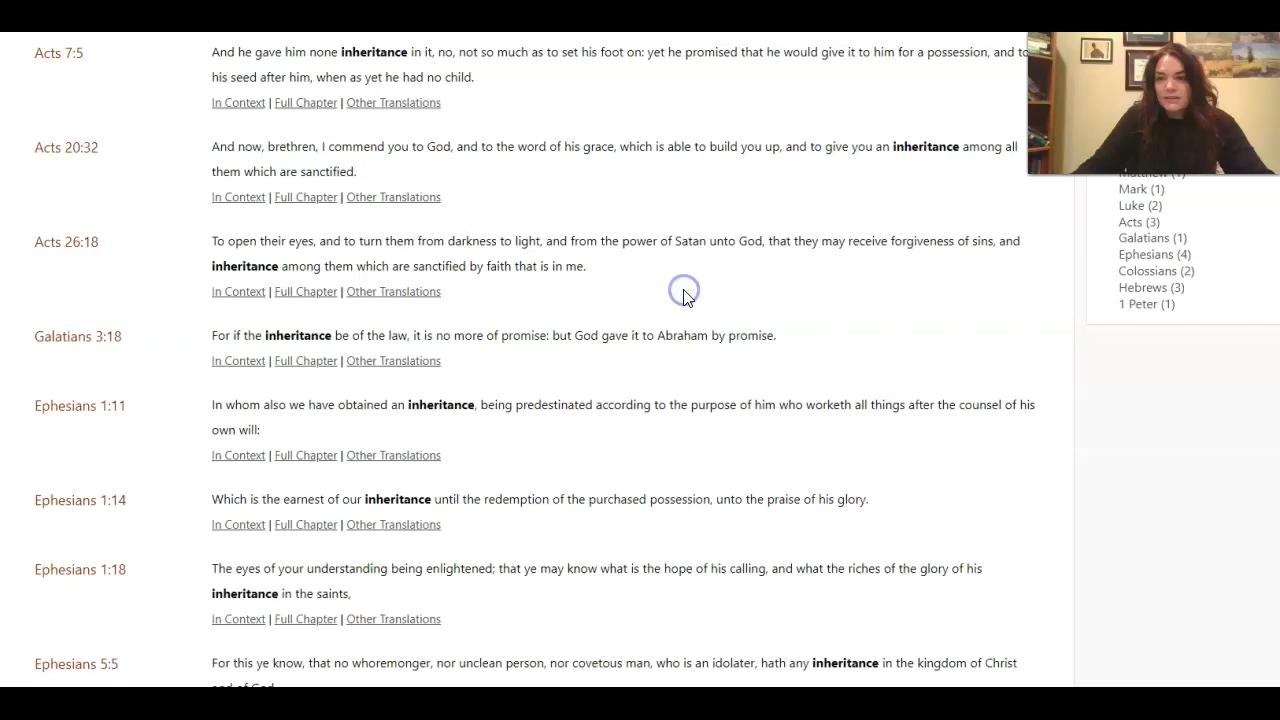 Acts 7:5
And he gave him none inheritance in it, no, not so much as to set his foot on: yet he promised that he would give it to him for a possession, and to
his seed after him, when as yet he had no child.
In Context | Full Chapter | Other Translations
Acts 20:32
And now, brethren, I commend you to God, and to the word of his grace, which is able to build you up, and to give you an inheritance among all
them which are sanctified.
In Context | Full Chapter | Other Translations
Acts 26:18
To open their eyes, and to turn them from darkness to light, and from the power of Satan unto God, that they may receive forgiveness of sins, and
inheritance among them which are sanctified by faith that is in me.
In Context | Full Chapter | Other Translations
Galatians 3:18
For if the inheritance be of the law, it is no more of promise: but God gave it to Abraham by promise.
In Context | Full Chapter | Other Translations
Ephesians 1:11
In whom also we have obtained an inheritance, being predestinated according to the purpose of him who worketh all things after the counsel of his
own will:
In Context | Full Chapter | Other Translations
Ephesians 1:14
Which is the earnest of our inheritance until the redemption of the purchased possession, unto the praise of his glory.
In Context | Full Chapter | Other Translations
Ephesians 1:18
The eyes of your understanding being enlightened; that ye may know what is the hope of his calling, and what the riches of the glory of his
inheritance in the saints,
In Context | Full Chapter | Other Translations
Ephesians 5:5
For this ye know, that no whoremonger, nor unclean person, nor covetous man, who is an idolater, hath any inheritance in the kingdom of Christ
and of God.
Matthew (1)
Mark (1)
Luke (2)
Acts (3)
Galatians (1)
Ephesians (4)
Colossians (2)
Hebrews (3)
1 Peter (1)